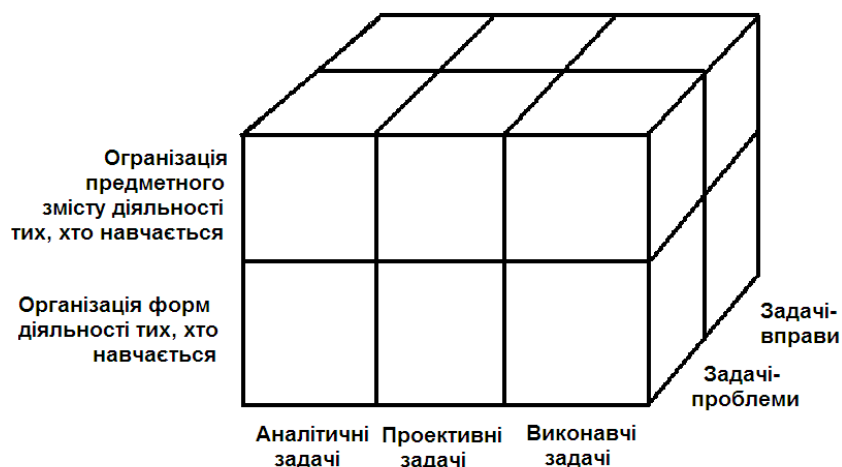 Огранізація
предметного
змісту діяльності
тих, хто навчається
Організація форм
діяльності тих, хто
навчається
Задачі-
вправи
Задачі-
проблеми
Аналітичні
задачі
Проективні
задачі
Виконавчі
задачі